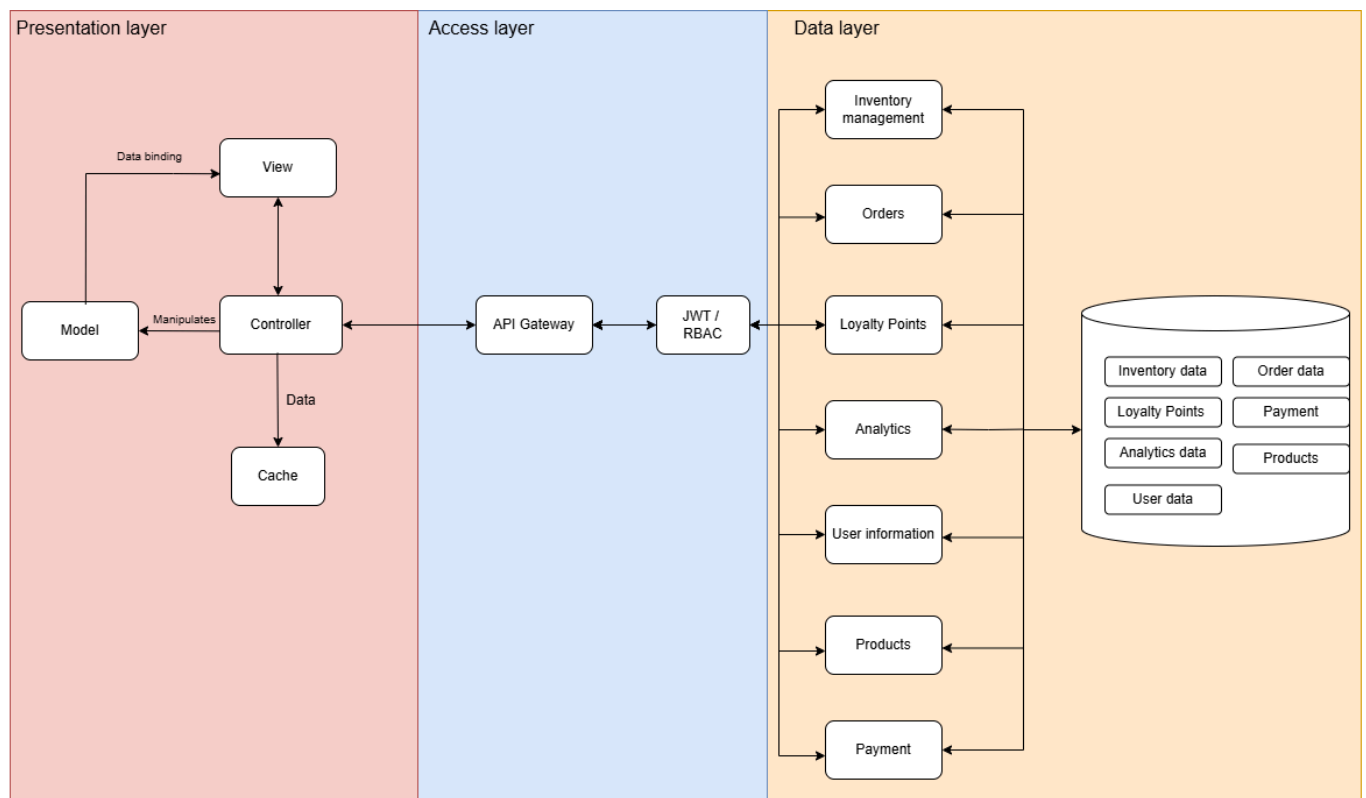 Presentation layer
Access layer
Data layer
Data binding
View
Model
Manipulates
Controller
Data
Cache
API Gateway
JWT /
RBAC
Inventory
management
Orders
Loyalty Points
Analytics
User information
Products
Payment
Inventory data
Order data
Loyalty Points
Payment
Analytics data
Products
User data